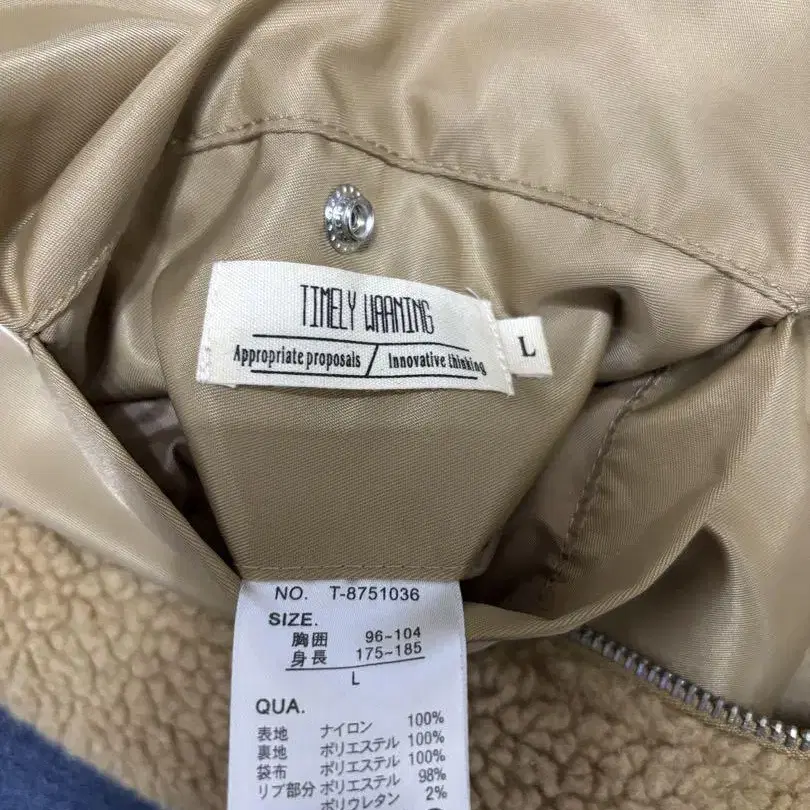 TIMELY WARNING
Appropriate proposals / Innovative thinking
L
NO. T-8751036
SIZE.
胸囲 96~104
身長 175~185
L
QUA.
表地 ナイロン 100%
裏地 ポリエステル 100%
袋布 ポリエステル 100%
リブ部分 ポリエステル 98%
ポリウレタン 2%